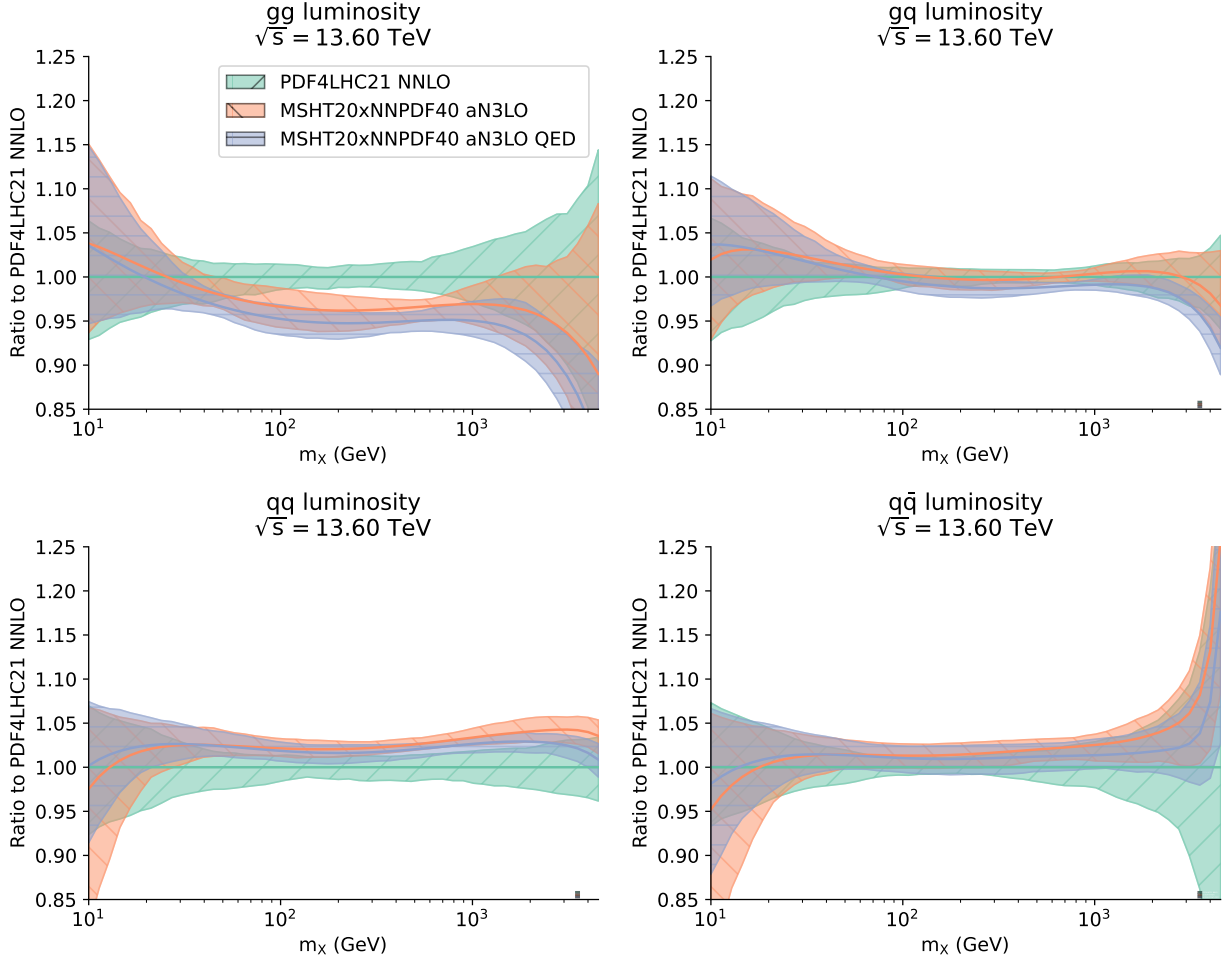 gg luminosity
√s = 13.60 TeV
Ratio to PDF4LHC21 NNLO
1.25
1.20
1.15
1.10
1.05
1.00
0.95
0.90
0.85
PDF4LHC21 NNLO
MSHT20xNNPDF40 aN3LO
MSHT20xNNPDF40 aN3LO QED
10¹ 10² 10³
mX (GeV)
gq luminosity
√s = 13.60 TeV
Ratio to PDF4LHC21 NNLO
1.25
1.20
1.15
1.10
1.05
1.00
0.95
0.90
0.85
10¹ 10² 10³
mX (GeV)
qq luminosity
√s = 13.60 TeV
Ratio to PDF4LHC21 NNLO
1.25
1.20
1.15
1.10
1.05
1.00
0.95
0.90
0.85
10¹ 10² 10³
mX (GeV)
qq̄ luminosity
√s = 13.60 TeV
Ratio to PDF4LHC21 NNLO
1.25
1.20
1.15
1.10
1.05
1.00
0.95
0.90
0.85
10¹ 10² 10³
mX (GeV)